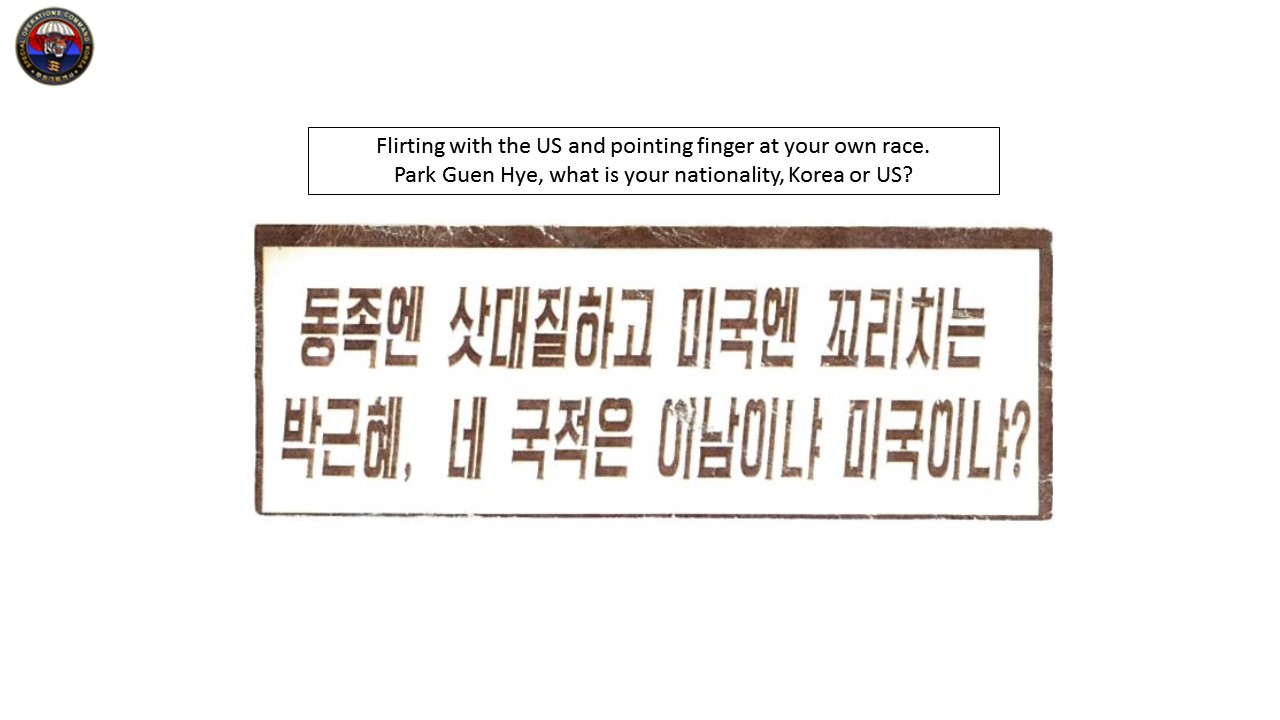 SPECIAL OPERATIONS COMMAND KOREA
Flirting with the US and pointing finger at your own race.
Park Guen Hye, what is your nationality, Korea or US?
동족엔 삿대질하고 미국엔 꼬리치는
박근혜, 네 국적은 이남이냐 미국이냐?